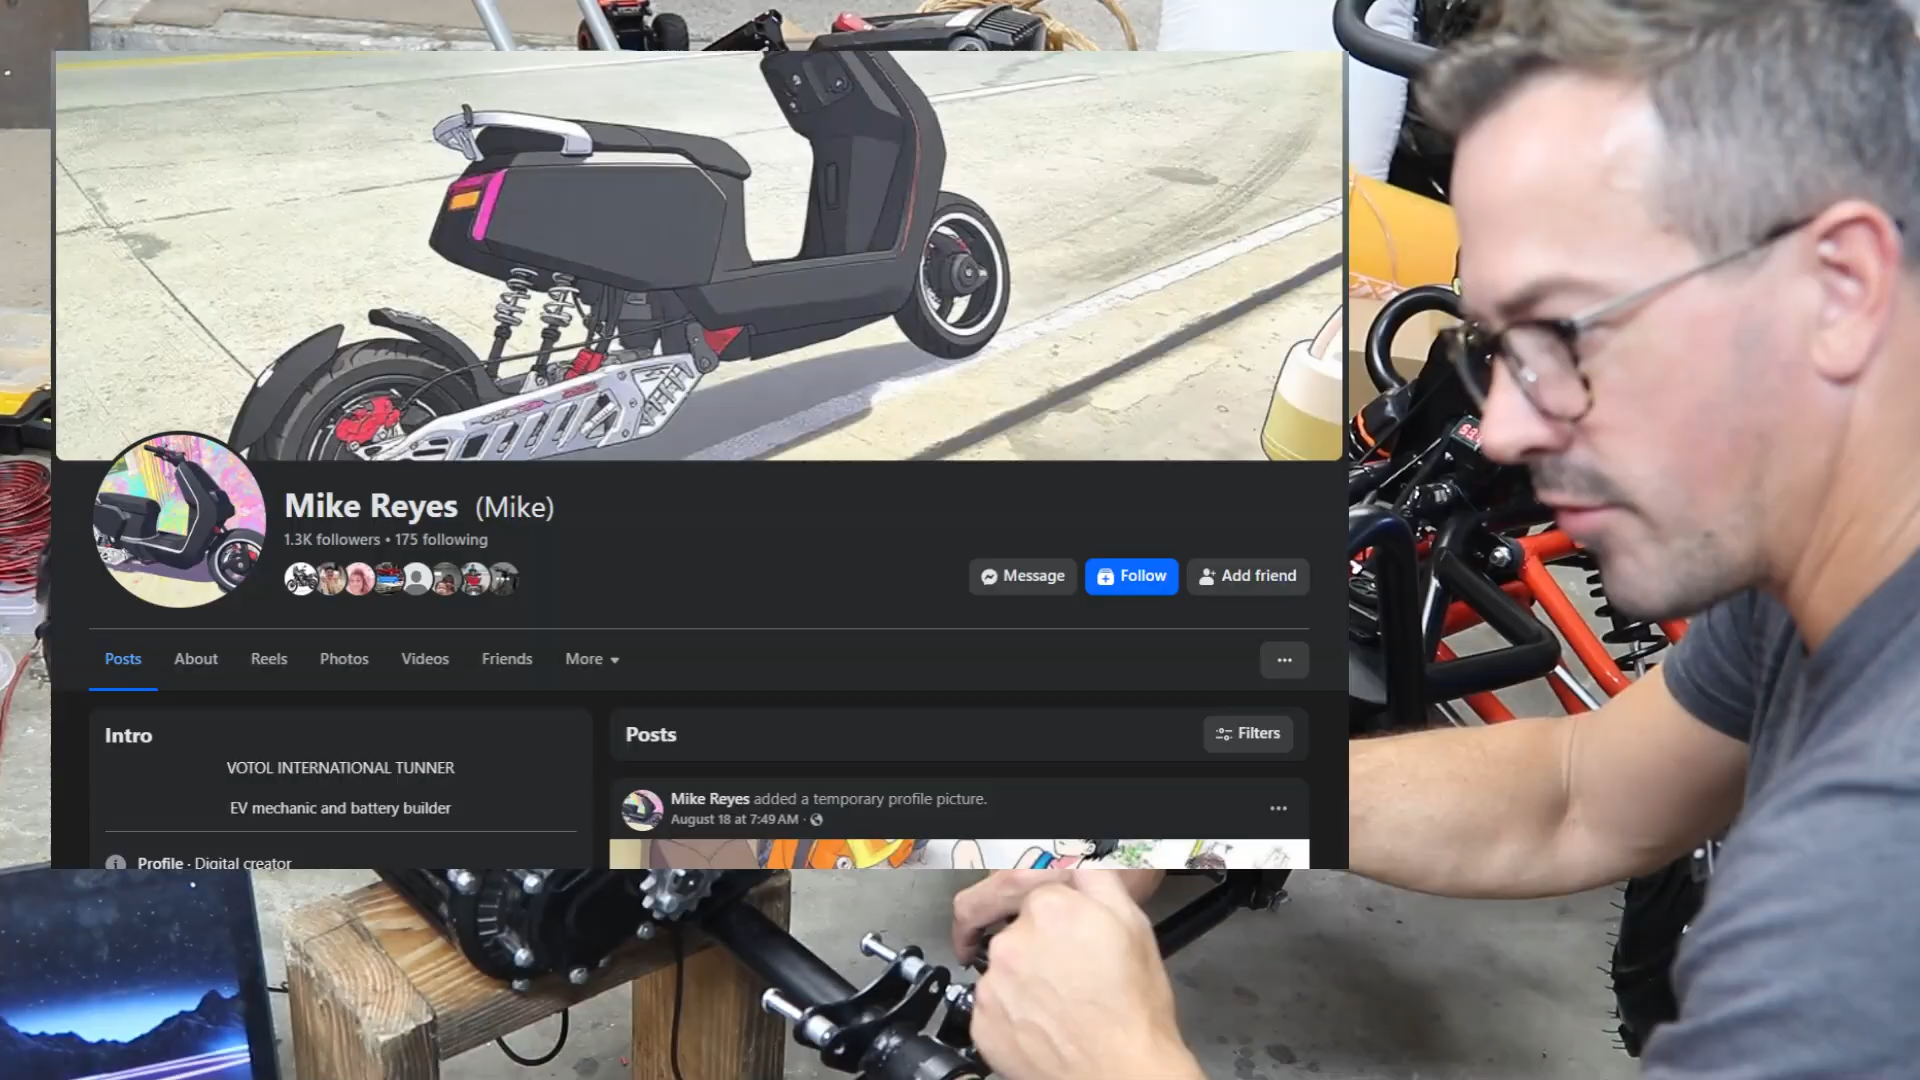 Mike Reyes (Mike)
1.3K followers • 175 following
Message
Follow
Add friend
Posts
About
Reels
Photos
Videos
Friends
More
Intro
VOTOL INTERNATIONAL TUNNER
EV mechanic and battery builder
Profile · Digital creator
Posts
Filters
Mike Reyes added a temporary profile picture.
August 18 at 7:49 AM ·